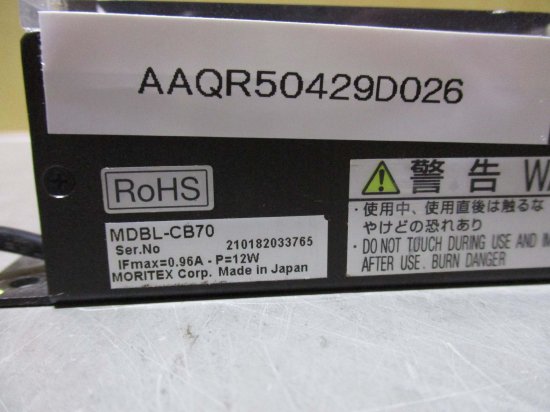 AAQR50429D026
RoHS
MDBL-CB70
Ser.No 210182033765
IFmax=0.96A - P=12W
MORITEX Corp. Made in Japan
警告
・使用中、使用直後は触るな
やけどの恐れあり
・DO NOT TOUCH DURING USE AND
AFTER USE. BURN DANGER